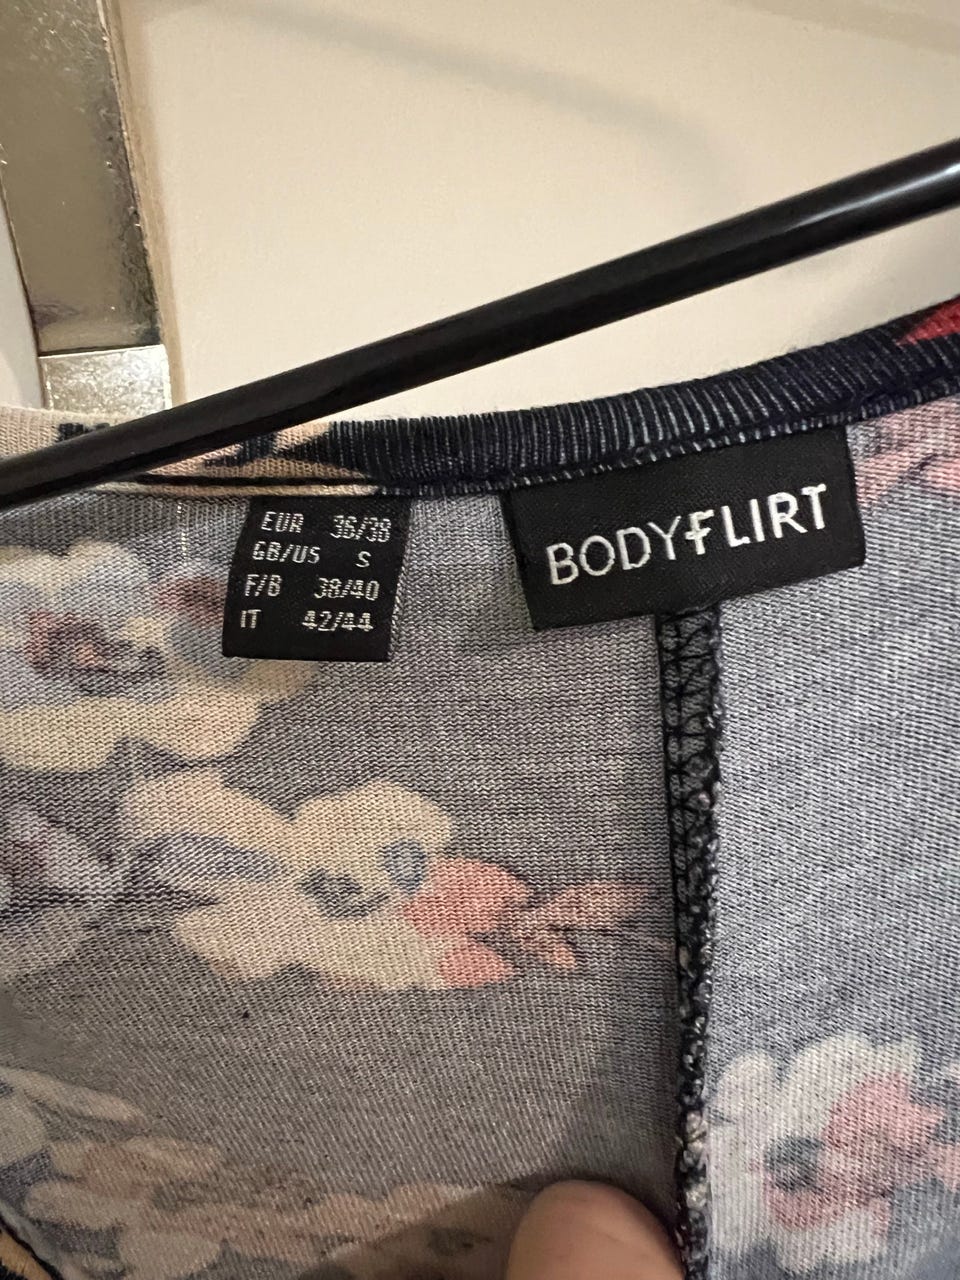 EUR 36/38
GB/US S
F/B 38/40
IT 42/44
BODYFLIRT